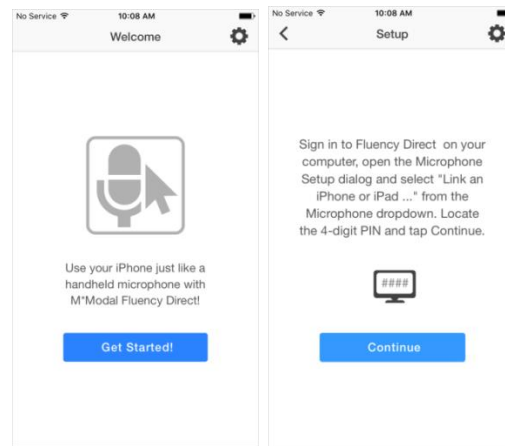 No Service 10:08 AM
Welcome
Use your iPhone just like a
handheld microphone with
M*Modal Fluency Direct!
Get Started!
No Service 10:08 AM
Setup
Sign in to Fluency Direct on your
computer, open the Microphone
Setup dialog and select "Link an
iPhone or iPad ..." from the
Microphone dropdown. Locate
the 4-digit PIN and tap Continue.
####
Continue